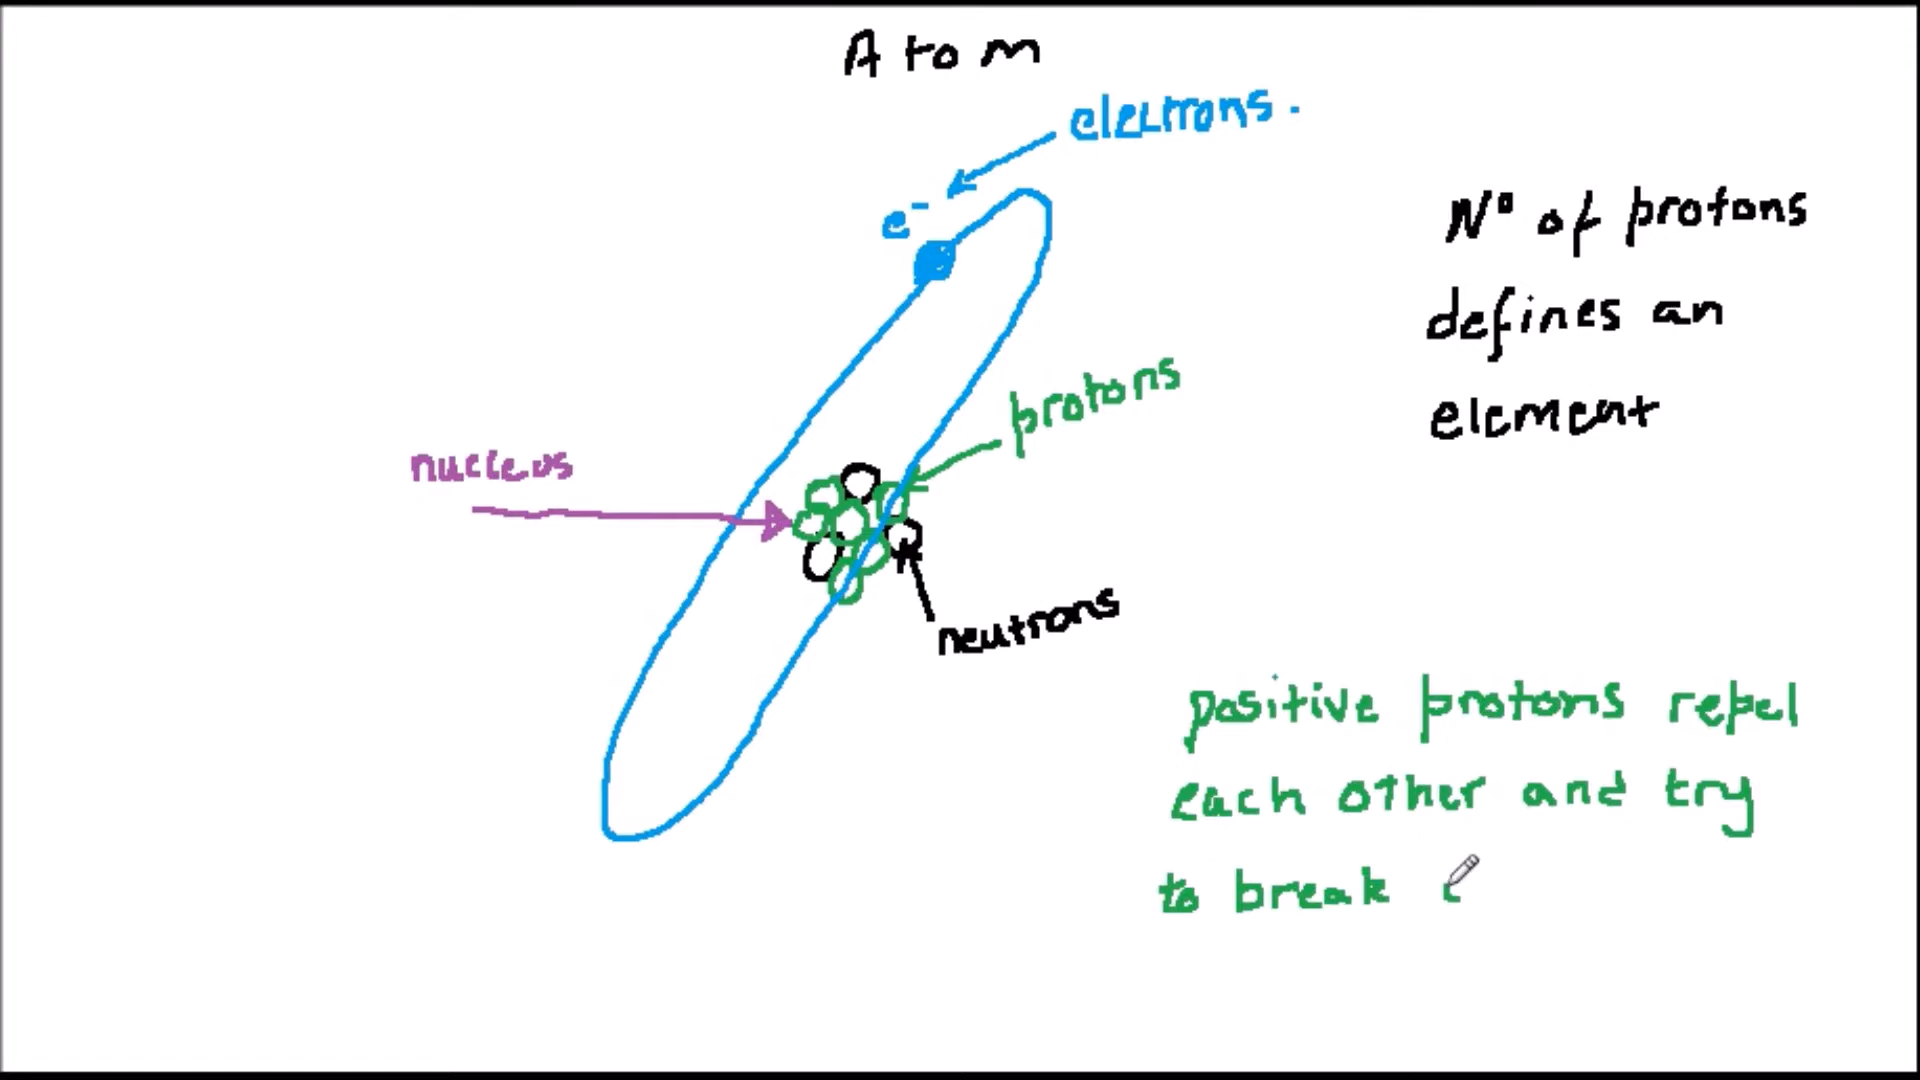 Atom
electrons.
e⁻
Nº of protons
defines an
element
protons
nucleus
neutrons
positive protons repel
each other and try
to break